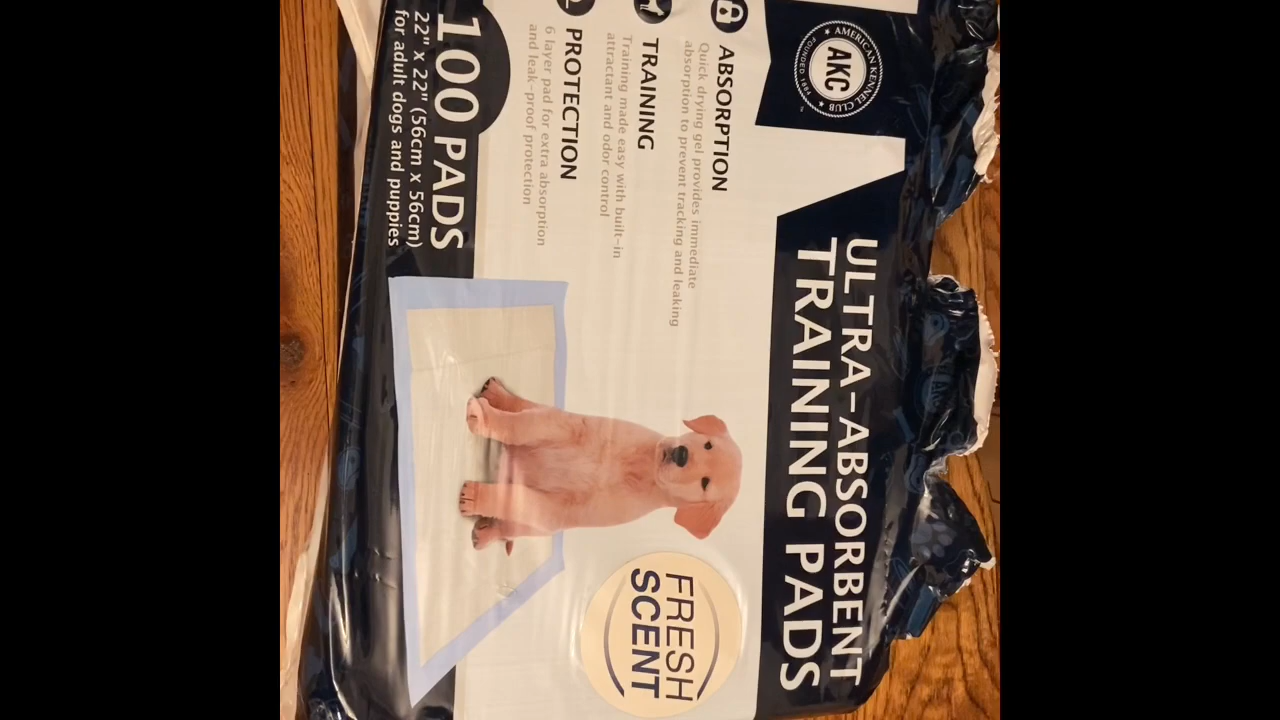 AMERICAN KENNEL CLUB
AKC
FOUNDED 1884
ULTRA-ABSORBENT
TRAINING PADS
ABSORPTION
Quick drying gel provides immediate
absorption to prevent tracking and leaking
TRAINING
Training made easy with built-in
attractant and odor control
PROTECTION
6 layer pad for extra absorption
and leak-proof protection
FRESH
SCENT
100 PADS
22" x 22" (56cm x 56cm)
for adult dogs and puppies